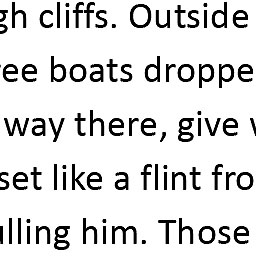 gh cliffs. Outside
ree boats droppe
way there, give
set like a flint fro
ulling him. Those